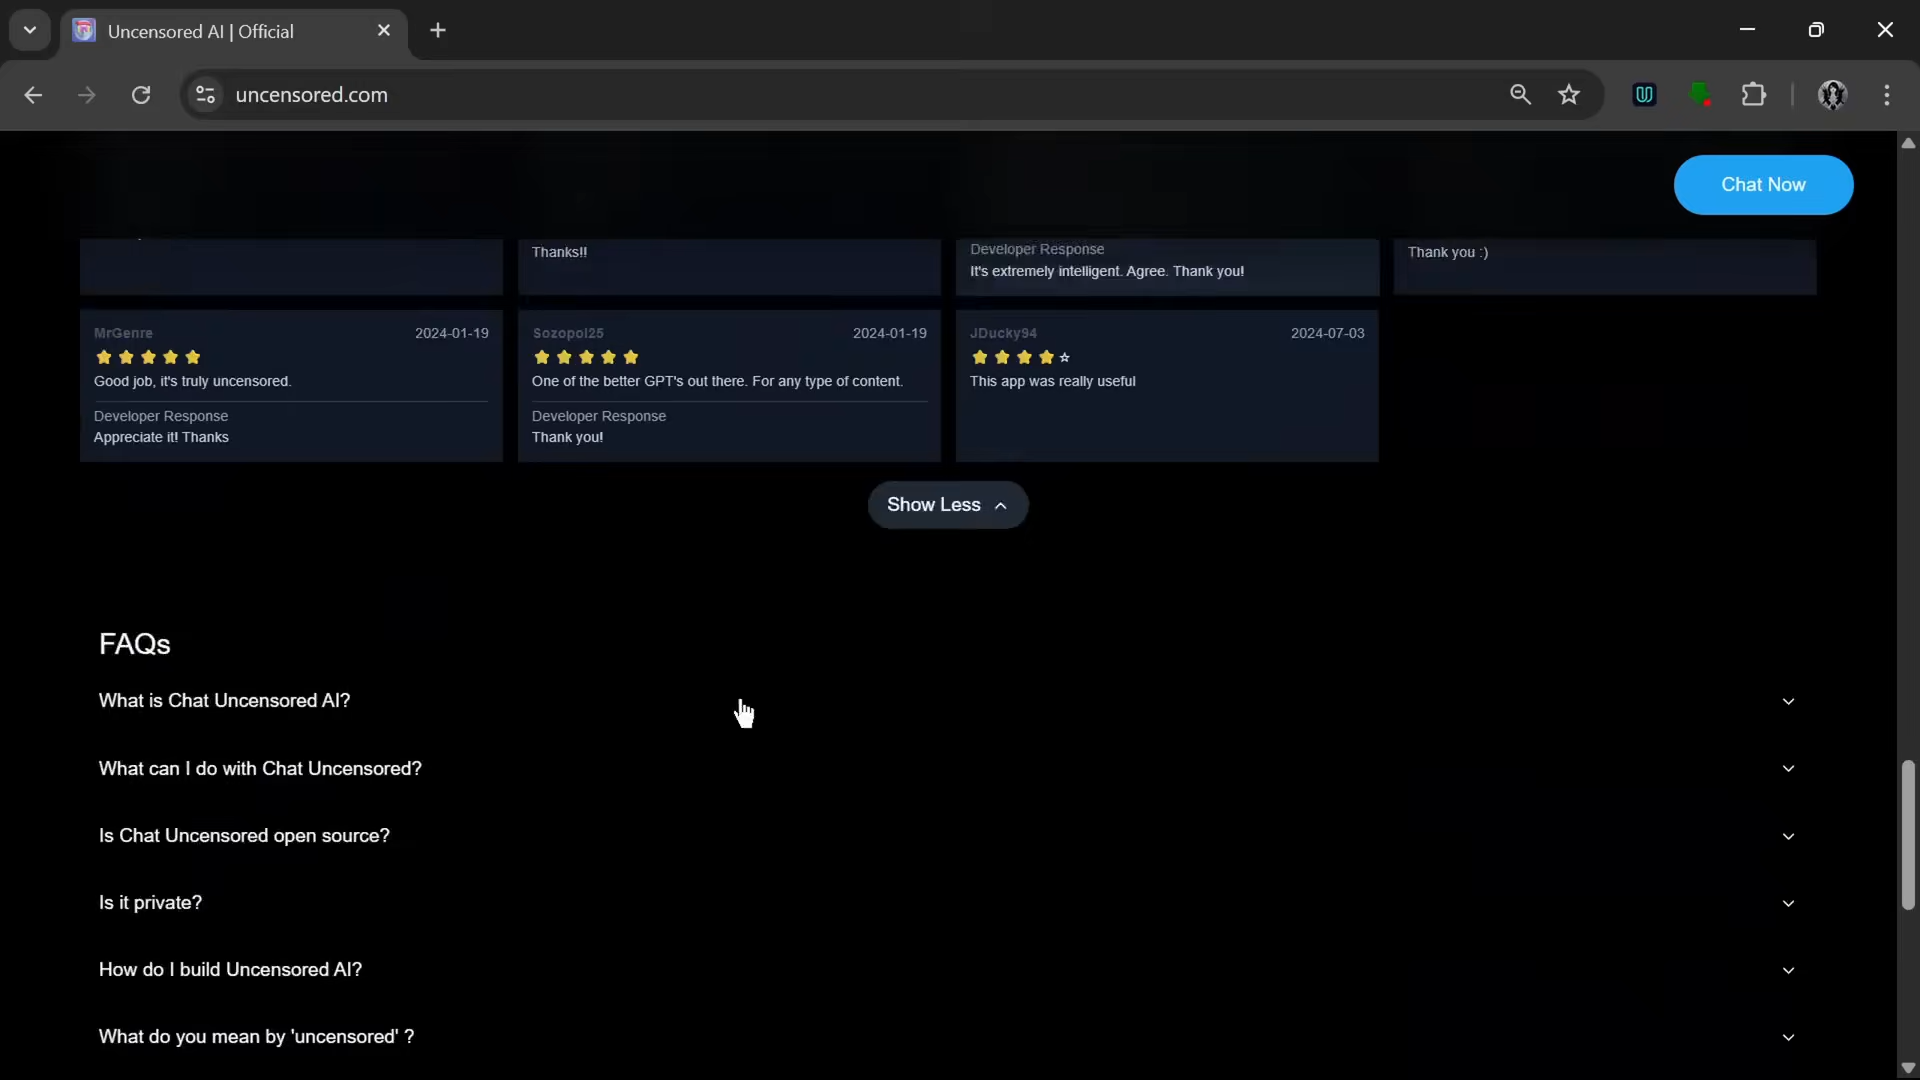 Uncensored AI | Official
uncensored.com
Chat Now
Thanks!!
Developer Response
It's extremely intelligent. Agree. Thank you!
Thank you :)
MrGenre 2024-01-19
Good job, it's truly uncensored.
Developer Response
Appreciate it! Thanks
Sozopol25 2024-01-19
One of the better GPT's out there. For any type of content.
Developer Response
Thank you!
JDucky94 2024-07-03
This app was really useful
Show Less
FAQs
What is Chat Uncensored AI?
What can I do with Chat Uncensored?
Is Chat Uncensored open source?
Is it private?
How do I build Uncensored AI?
What do you mean by 'uncensored' ?